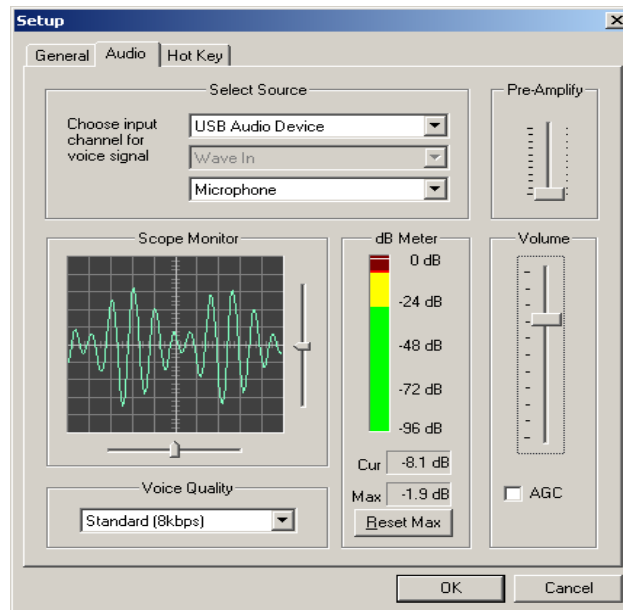 Setup
General
Audio
Hot Key
Select Source
Choose input
channel for
voice signal
USB Audio Device
Wave In
Microphone
Pre-Amplify
Scope Monitor
dB Meter
0 dB
-24 dB
-48 dB
-72 dB
-96 dB
Cur -8.1 dB
Max -1.9 dB
Reset Max
Volume
AGC
Voice Quality
Standard (8kbps)
OK
Cancel